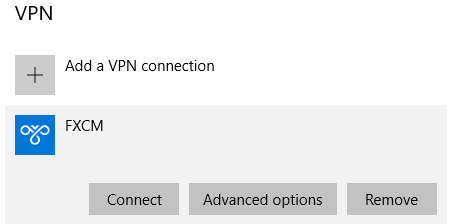 VPN
Add a VPN connection
FXCM
Connect Advanced options Remove